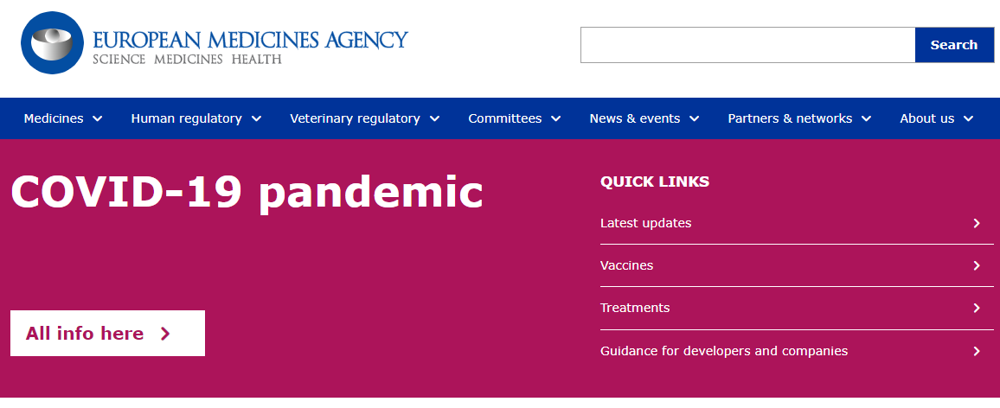 EUROPEAN MEDICINES AGENCY
SCIENCE MEDICINES HEALTH
Search
Medicines Human regulatory Veterinary regulatory Committees News & events Partners & networks About us
COVID-19 pandemic
All info here
QUICK LINKS
Latest updates
Vaccines
Treatments
Guidance for developers and companies